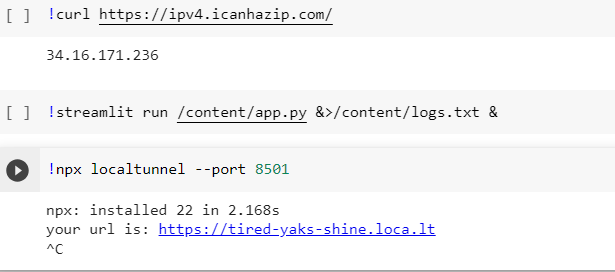 [ ] !curl https://ipv4.icanhazip.com/
34.16.171.236
[ ] !streamlit run /content/app.py &>/content/logs.txt &
!npx localtunnel --port 8501
npx: installed 22 in 2.168s
your url is: https://tired-yaks-shine.loca.lt
^C